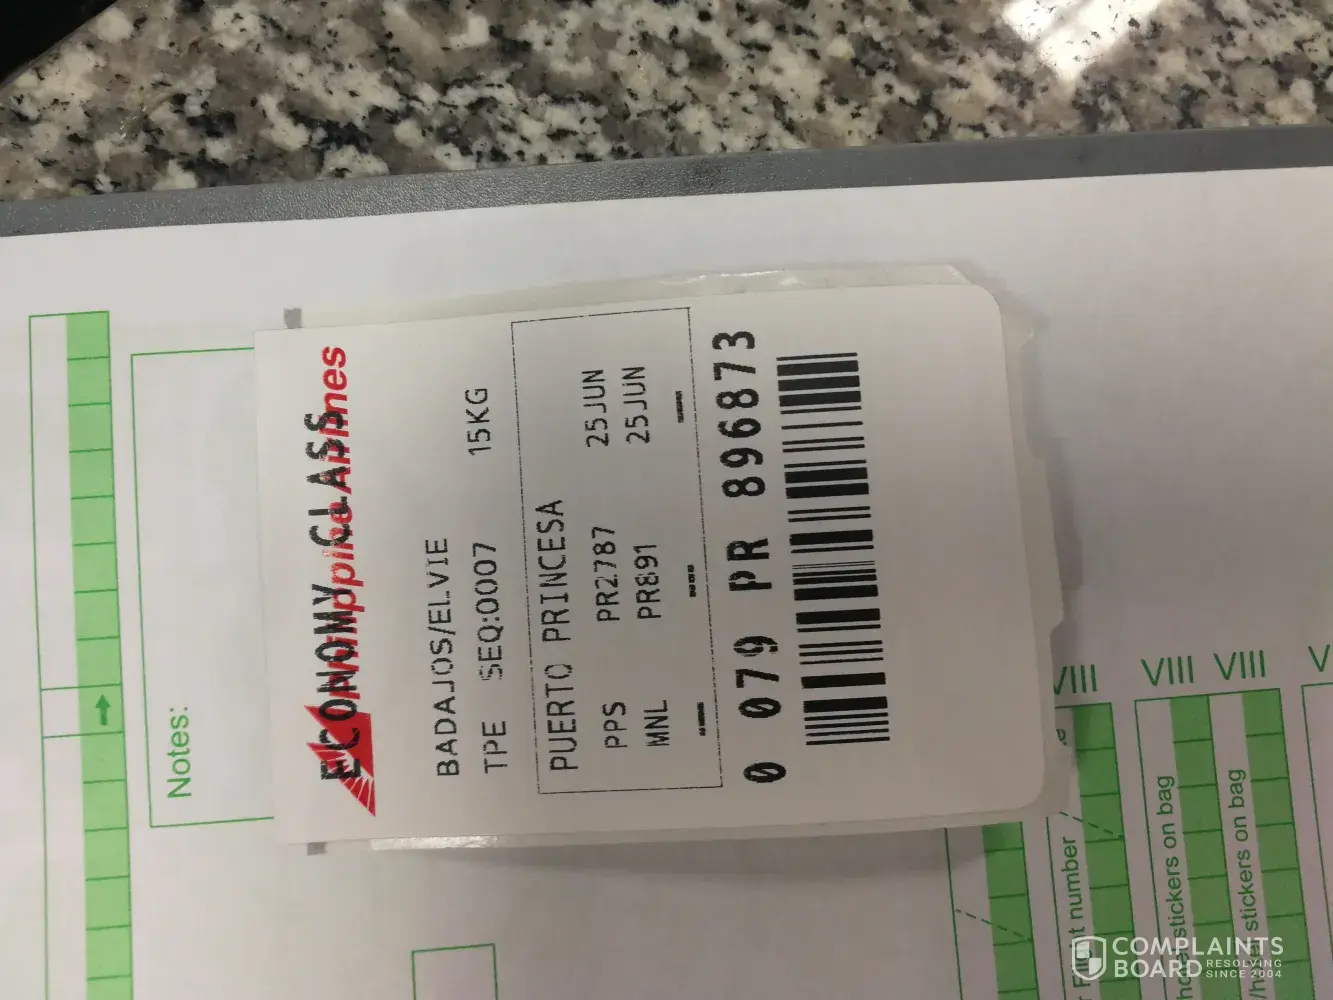 ECONOMY CLASS
Philippine Airlines
BADAJOS/ELVIE
TPE SEQ:0007 15KG
PUERTO PRINCESA
PPS PR2787 25JUN
MNL PR891 25JUN
0 079 PR 896873
Notes:
VIII
VIII
VIII
number
stickers on bag
stickers on bag
COMPLAINTS
BOARD
RESOLVING
SINCE 2004